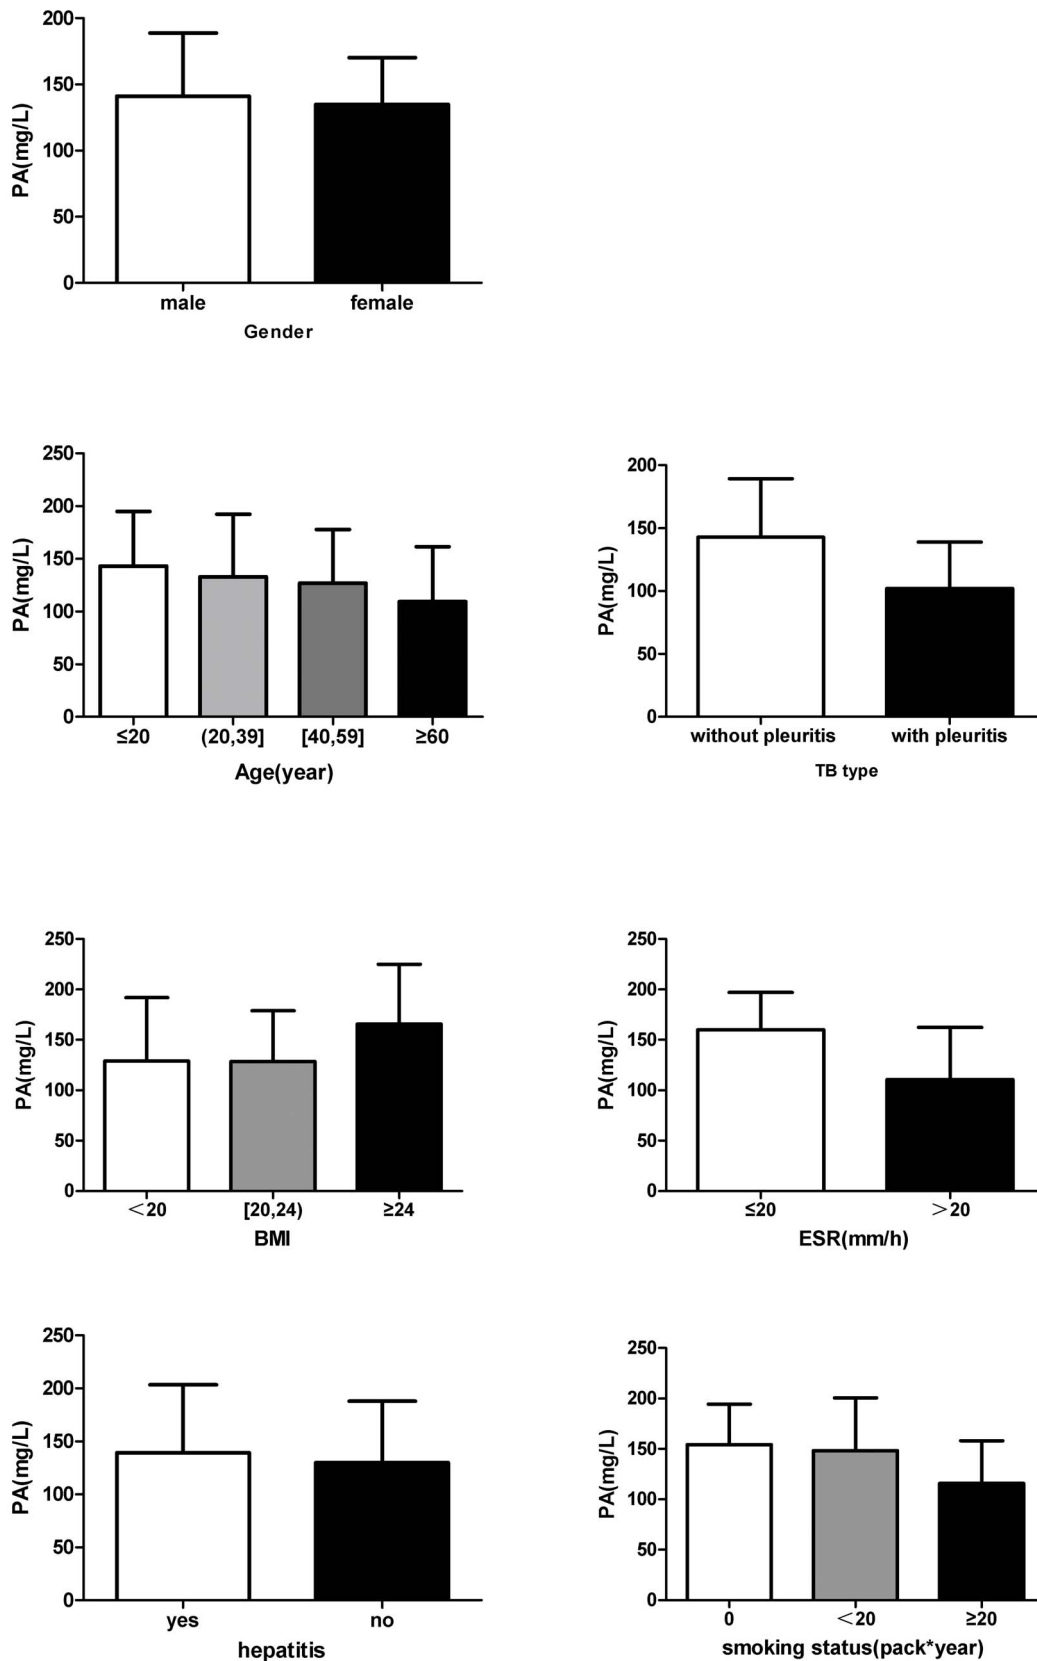 PA(mg/L)
200
150
100
50
0
male female
Gender
PA(mg/L)
250
200
150
100
50
0
≤20 (20,39] [40,59] ≥60
Age(year)
PA(mg/L)
200
150
100
50
0
without pleuritis with pleuritis
TB type
PA(mg/L)
250
200
150
100
50
0
<20 [20,24) ≥24
BMI
PA(mg/L)
250
200
150
100
50
0
≤20 >20
ESR(mm/h)
PA(mg/L)
250
200
150
100
50
0
yes no
hepatitis
PA(mg/L)
250
200
150
100
50
0
0 <20 ≥20
smoking status(pack*year)